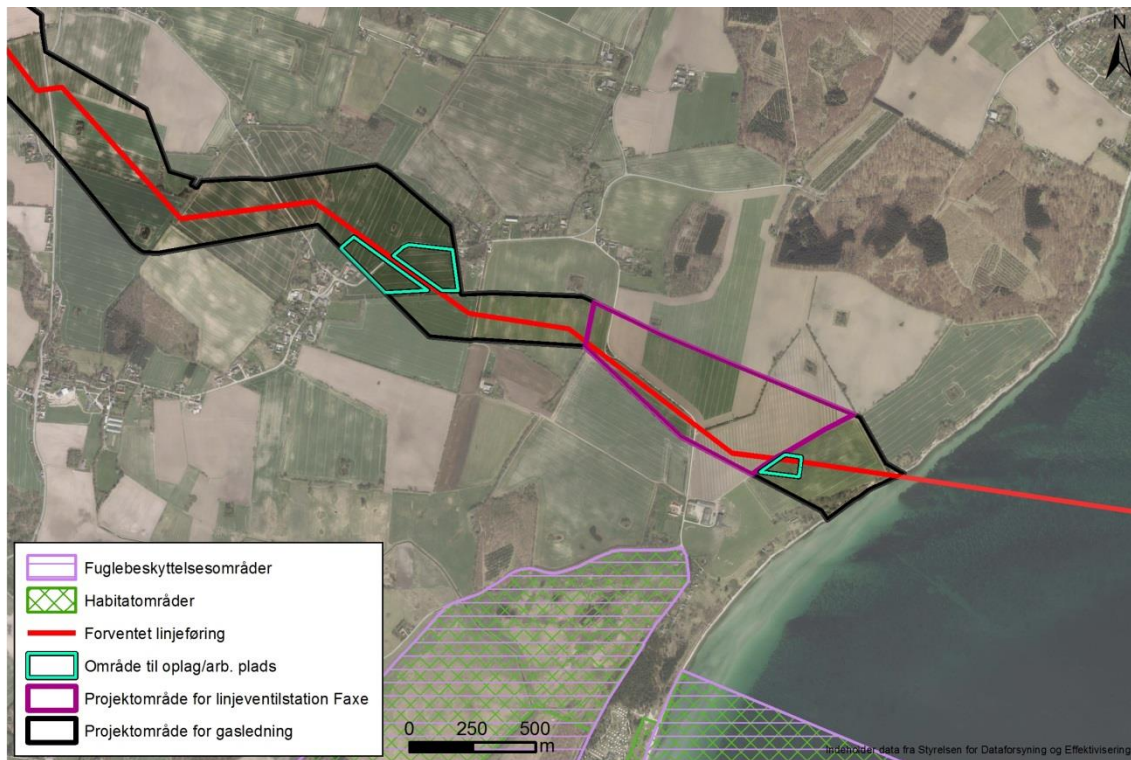 N
Fuglebeskyttelsesområder
Habitatområder
Forventet linjeføring
Område til oplag/arb. plads
Projektområde for linjeventilstation Faxe
Projektområde for gasledning
0 250 500
m
Indeholder data fra Styrelsen for Dataforsyning og Effektivisering